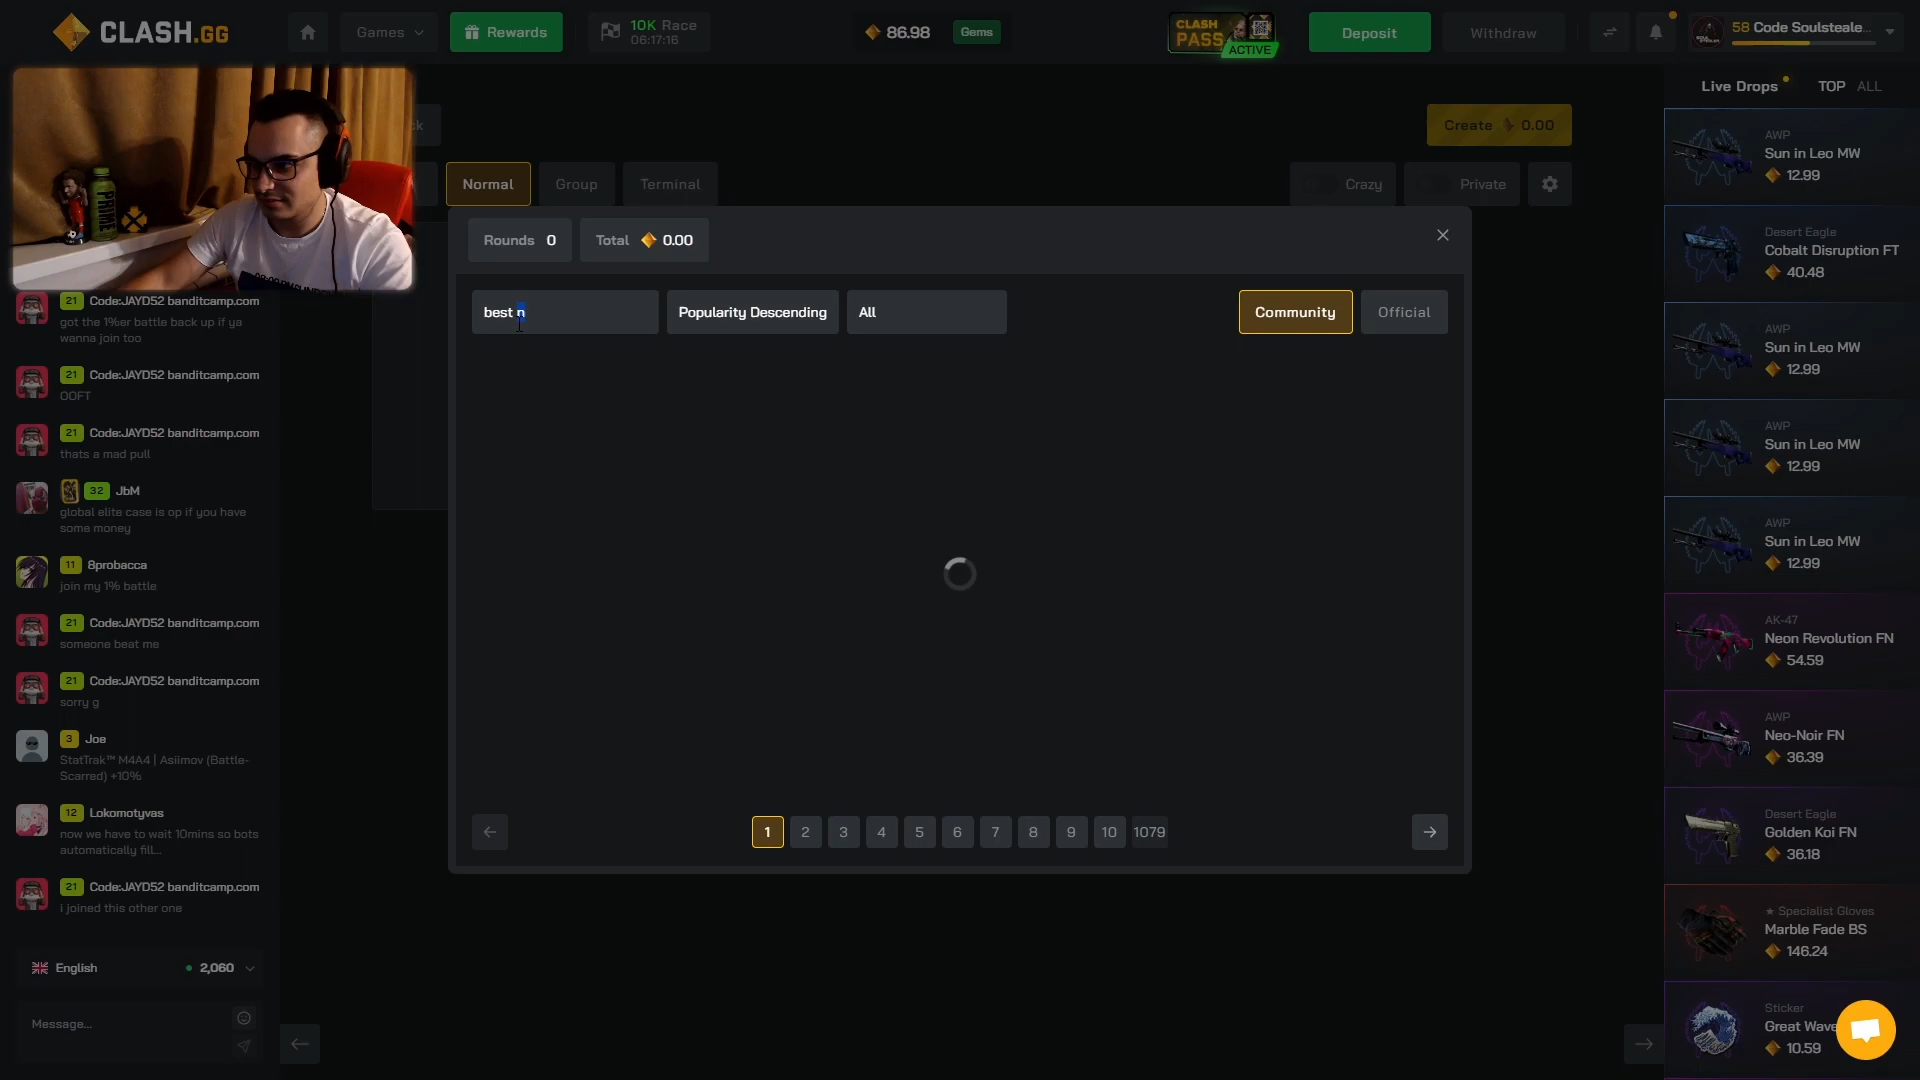 CLASH.GG
Games
Rewards
10K Race
06:17:16
86.98
Gems
CLASH
PASS
ACTIVE
Deposit
Withdraw
58 Code Soulsteale...
Live Drops
TOP
ALL
Create 0.00
Normal
Group
Terminal
Crazy
Private
Rounds 0
Total 0.00
best n
Popularity Descending
All
Community
Official
1
2
3
4
5
6
7
8
9
10
1079
PRIME
21 Code:JAYD52 banditcamp.com
got the 1%er battle back up if ya
wanna join too
21 Code:JAYD52 banditcamp.com
OOFT
21 Code:JAYD52 banditcamp.com
thats a mad pull
32 JbM
global elite case is op if you have
some money
11 8probacca
join my 1% battle
21 Code:JAYD52 banditcamp.com
someone beat me
21 Code:JAYD52 banditcamp.com
sorry g
3 Joe
StatTrak™ M4A4 | Asiimov (Battle-
Scarred) +10%
12 Lokomotyvas
now we have to wait 10mins so bots
automatically fill...
21 Code:JAYD52 banditcamp.com
i joined this other one
English
2,060
Message...
AWP
Sun in Leo MW
12.99
Desert Eagle
Cobalt Disruption FT
40.48
AWP
Sun in Leo MW
12.99
AWP
Sun in Leo MW
12.99
AWP
Sun in Leo MW
12.99
AK-47
Neon Revolution FN
54.59
AWP
Neo-Noir FN
36.39
Desert Eagle
Golden Koi FN
36.18
★ Specialist Gloves
Marble Fade BS
146.24
Sticker
Great Wave
10.59